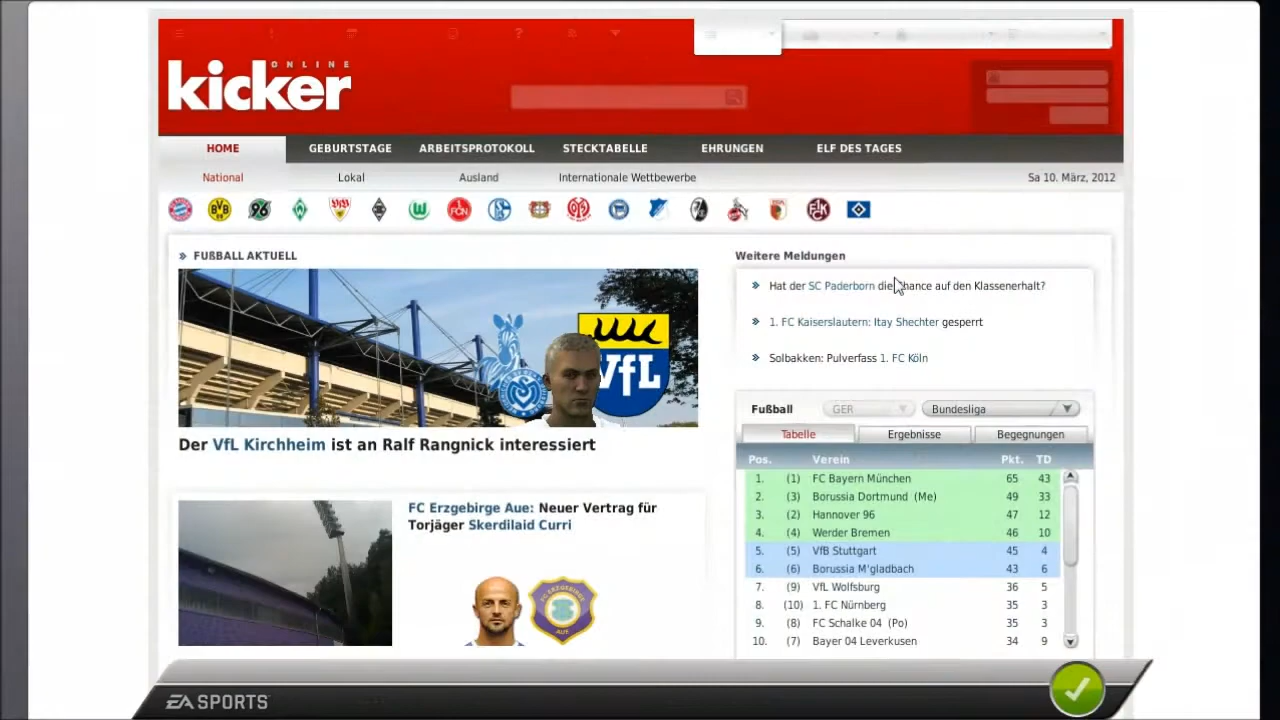 ONLINE
kicker
HOME GEBURTSTAGE ARBEITSPROTOKOLL STECKTABELLE EHRUNGEN ELF DES TAGES
National Lokal Ausland Internationale Wettbewerbe Sa 10. März, 2012
FUßBALL AKTUELL
VfL
Der VfL Kirchheim ist an Ralf Rangnick interessiert
FC Erzgebirge Aue: Neuer Vertrag für
Torjäger Skerdilaid Curri
Weitere Meldungen
Hat der SC Paderborn die Chance auf den Klassenerhalt?
1. FC Kaiserslautern: Itay Shechter gesperrt
Solbakken: Pulverfass 1. FC Köln
Fußball GER Bundesliga
Tabelle Ergebnisse Begegnungen
Pos. Verein Pkt. TD
1. (1) FC Bayern München 65 43
2. (3) Borussia Dortmund (Me) 49 33
3. (2) Hannover 96 47 12
4. (4) Werder Bremen 46 10
5. (5) VfB Stuttgart 45 4
6. (6) Borussia M'gladbach 43 6
7. (9) VfL Wolfsburg 36 5
8. (10) 1. FC Nürnberg 35 3
9. (8) FC Schalke 04 (Po) 35 3
10. (7) Bayer 04 Leverkusen 34 9
EA SPORTS